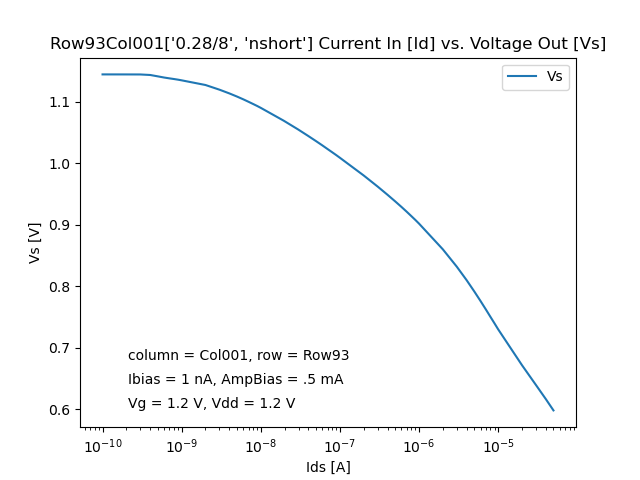 Row93Col001['0.28/8', 'nshort'] Current In [Id] vs. Voltage Out [Vs]
Vs
1.1
1.0
0.9
0.8
0.7
0.6
Vs [V]
column = Col001, row = Row93
Ibias = 1 nA, AmpBias = .5 mA
Vg = 1.2 V, Vdd = 1.2 V
10⁻¹⁰ 10⁻⁹ 10⁻⁸ 10⁻⁷ 10⁻⁶ 10⁻⁵
Ids [A]